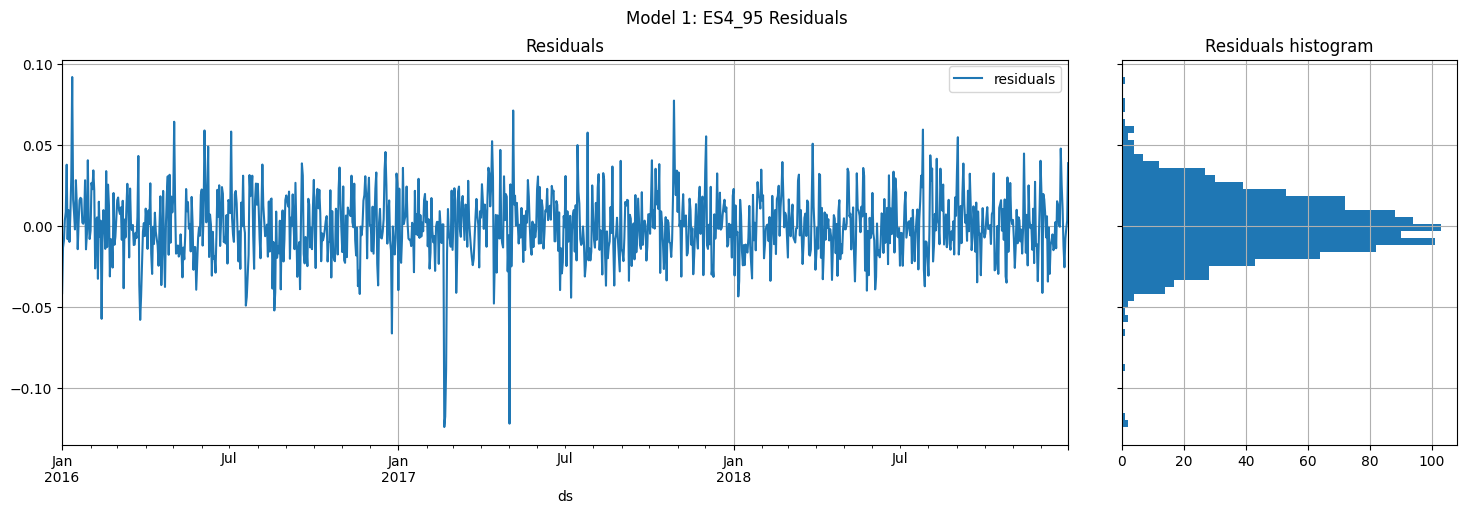 Model 1: ES4_95 Residuals
Residuals
Residuals histogram
residuals
0.10
0.05
0.00
−0.05
−0.10
Jan
2016
Jul
Jan
2017
Jul
Jan
2018
Jul
ds
0
20
40
60
80
100